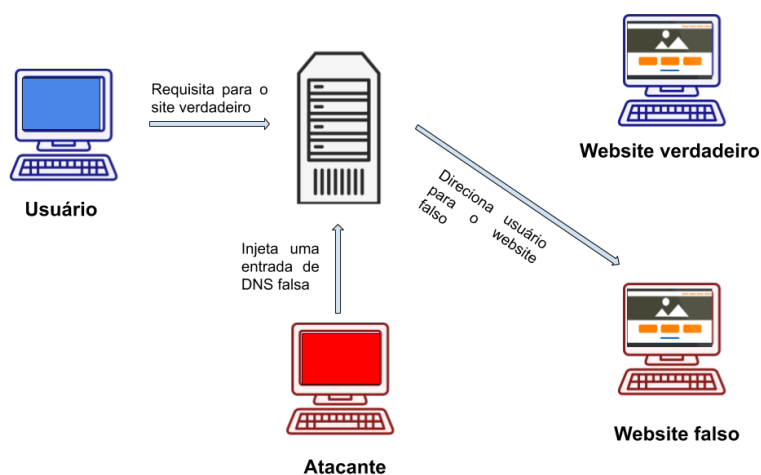 Requisita para o
site verdadeiro
Usuário
Website verdadeiro
Direciona usuário
para o website
falso
Injeta uma
entrada de
DNS falsa
Atacante
Website falso